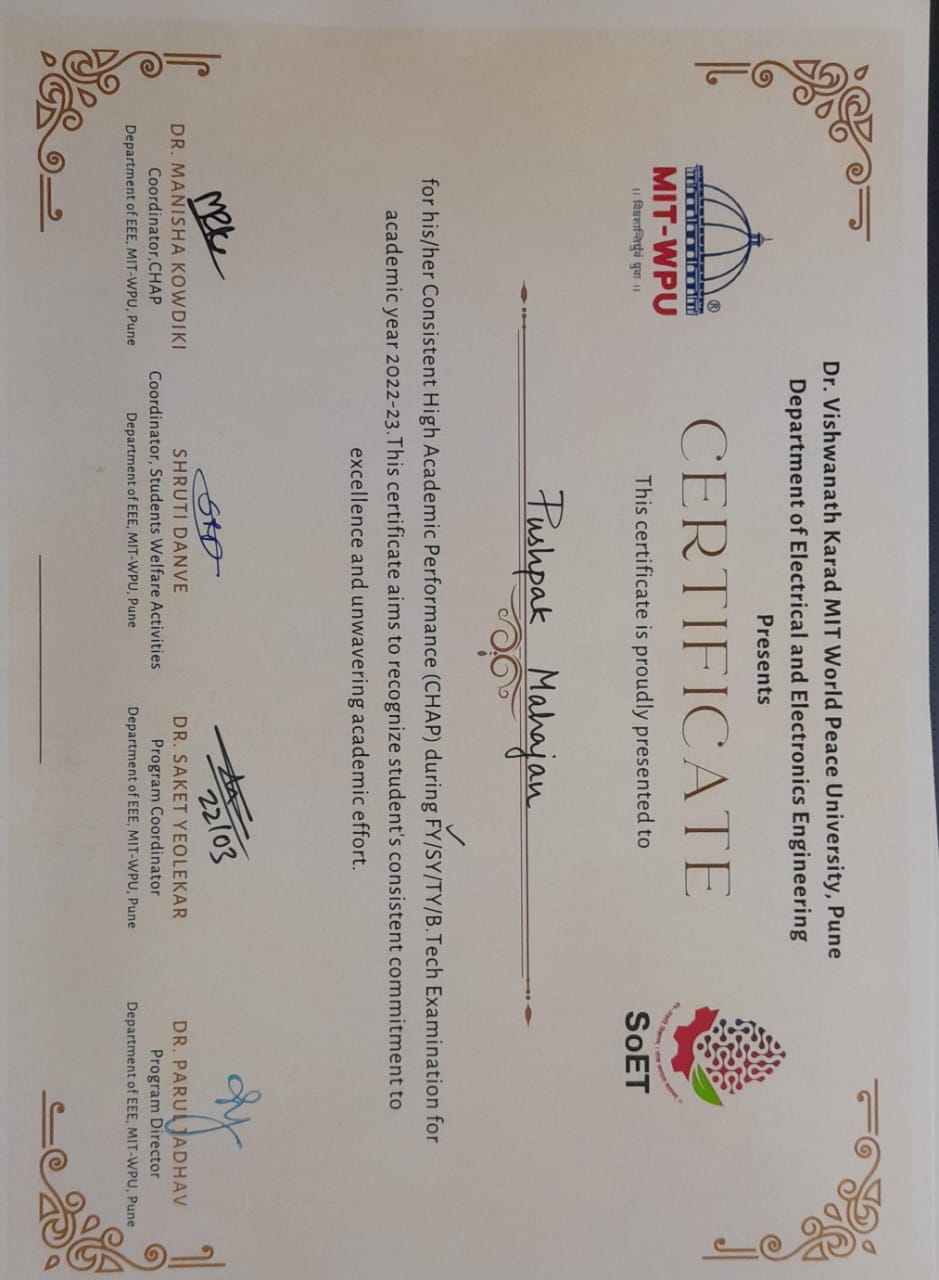 Dr. Vishwanath Karad MIT World Peace University, Pune
Department of Electrical and Electronics Engineering
Presents
CERTIFICATE
MIT-WPU
®
॥ विश्वशान्तिर्ध्रुवं ध्रुवा ॥
SoET
This certificate is proudly presented to
Pushpak Mahajan
✓
for his/her Consistent High Academic Performance (CHAP) during FY/SY/TY/B.Tech Examination for
academic year 2022-23.This certificate aims to recognize student's consistent commitment to
excellence and unwavering academic effort.
22/03
DR. MANISHA KOWDIKI
Coordinator,CHAP
Department of EEE, MIT-WPU, Pune
SHRUTI DANVE
Coordinator, Students Welfare Activities
Department of EEE, MIT-WPU, Pune
DR. SAKET YEOLEKAR
Program Coordinator
Department of EEE, MIT-WPU, Pune
DR. PARUL JADHAV
Program Director
Department of EEE, MIT-WPU, Pune